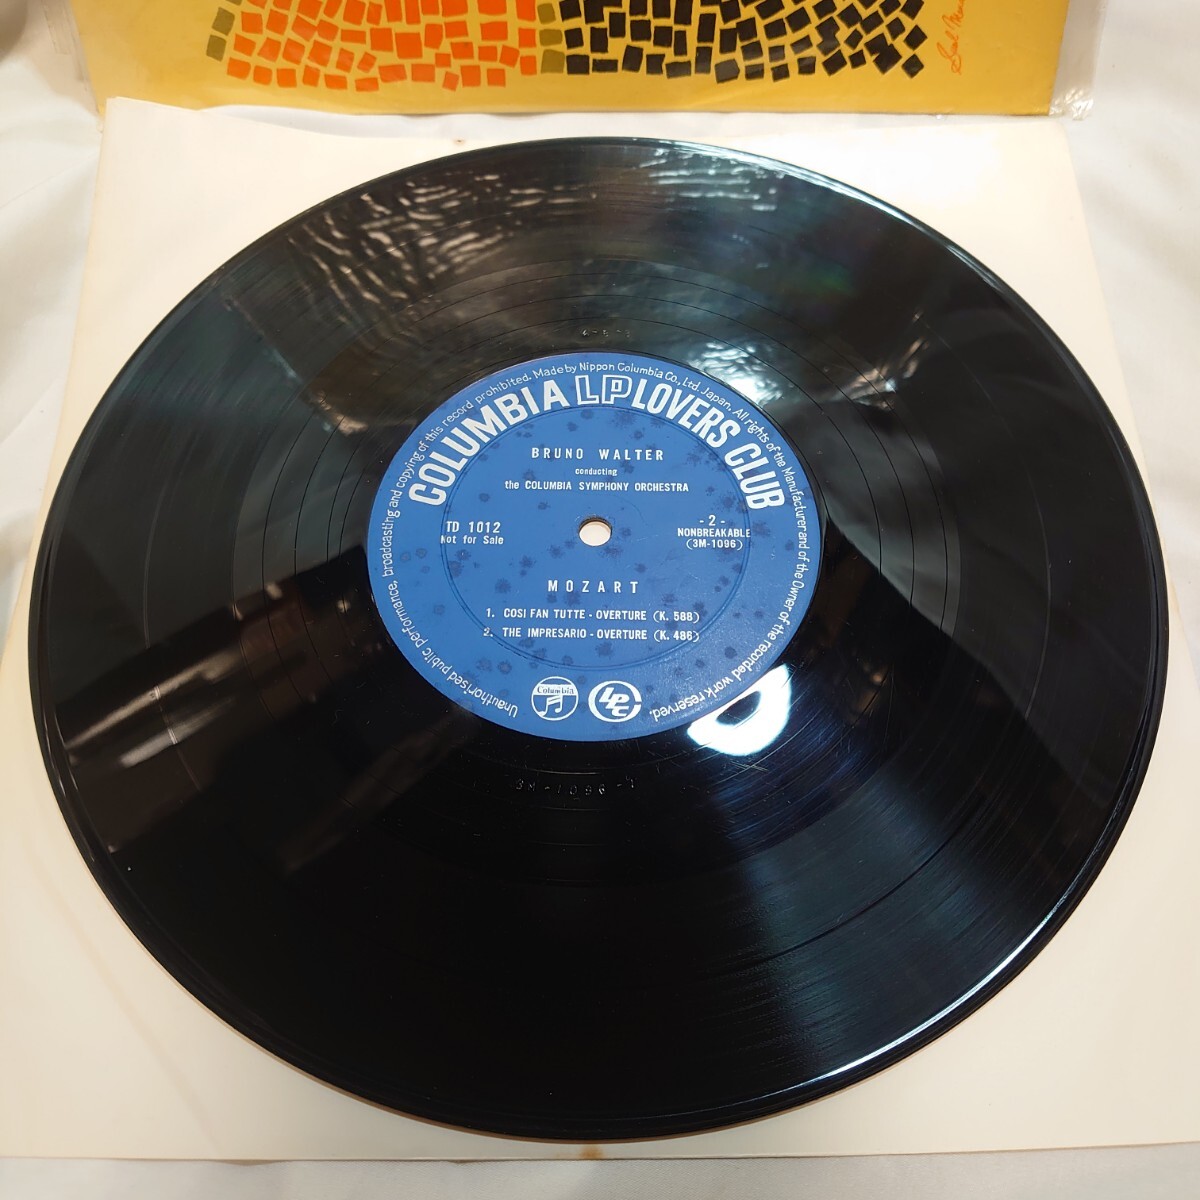 Unauthorised public performance, broadcasting and copying of this record prohibited. Made by Nippon Columbia Co., Ltd. Japan. All rights of the Manufacturer and of the Owner of the recorded work reserved.
COLUMBIA LP LOVERS CLUB
BRUNO WALTER
conducting
the COLUMBIA SYMPHONY ORCHESTRA
TD 1012
Not for Sale
- 2 -
NONBREAKABLE
(3M-1096)
MOZART
1. COSI FAN TUTTE - OVERTURE (K. 588)
2. THE IMPRESARIO - OVERTURE (K. 486)
Columbia
LPC